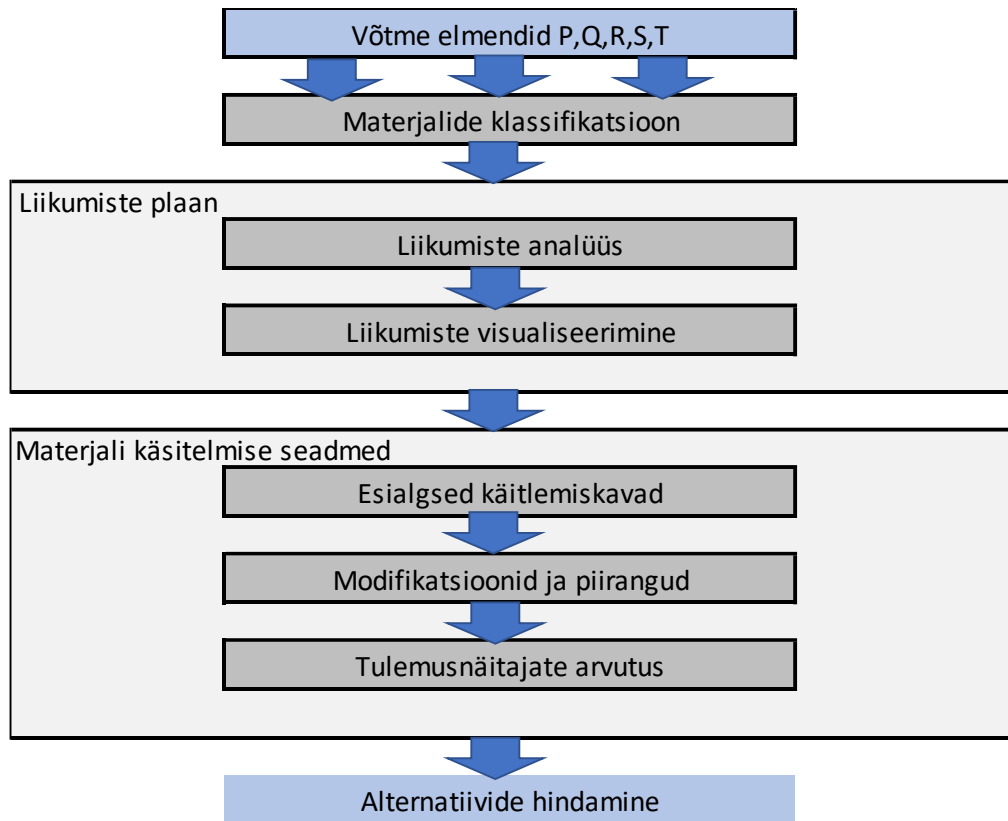 Võtme elmendid P,Q,R,S,T
Materjalide klassifikatsioon
Liikumiste plaan
Liikumiste analüüs
Liikumiste visualiseerimine
Materjali käsitelmise seadmed
Esialgsed käitlemiskavad
Modifikatsioonid ja piirangud
Tulemusnäitajate arvutus
Alternatiivide hindamine